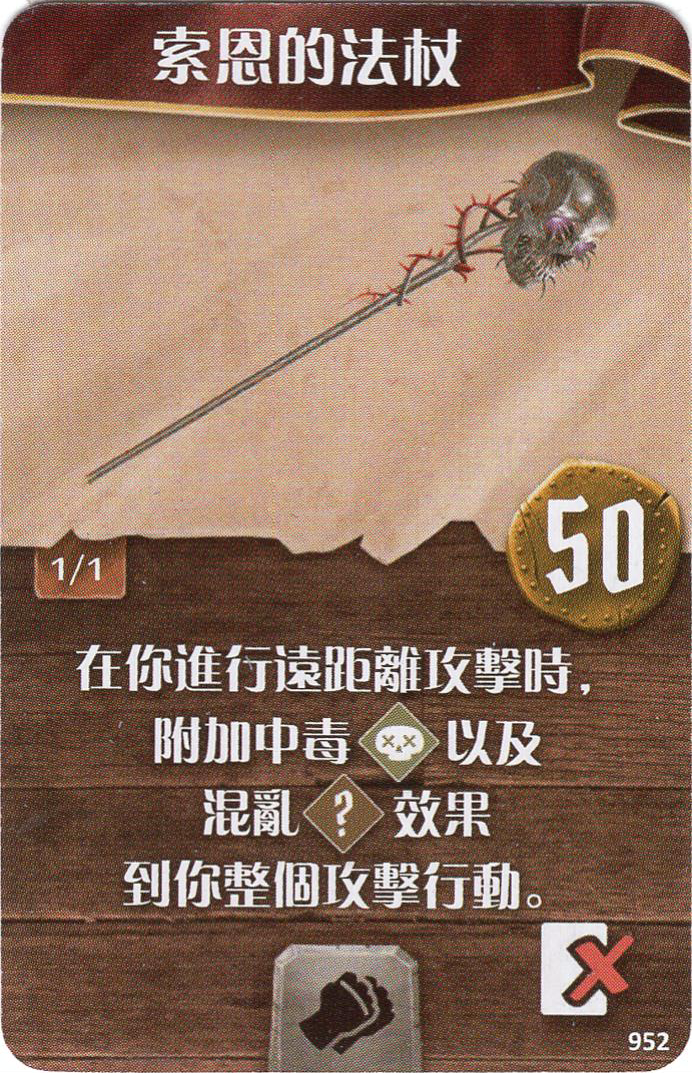 索恩的法杖
50
1/1
在你進行遠距離攻擊時，
附加中毒 以及
混亂 ? 效果
到你整個攻擊行動。
952